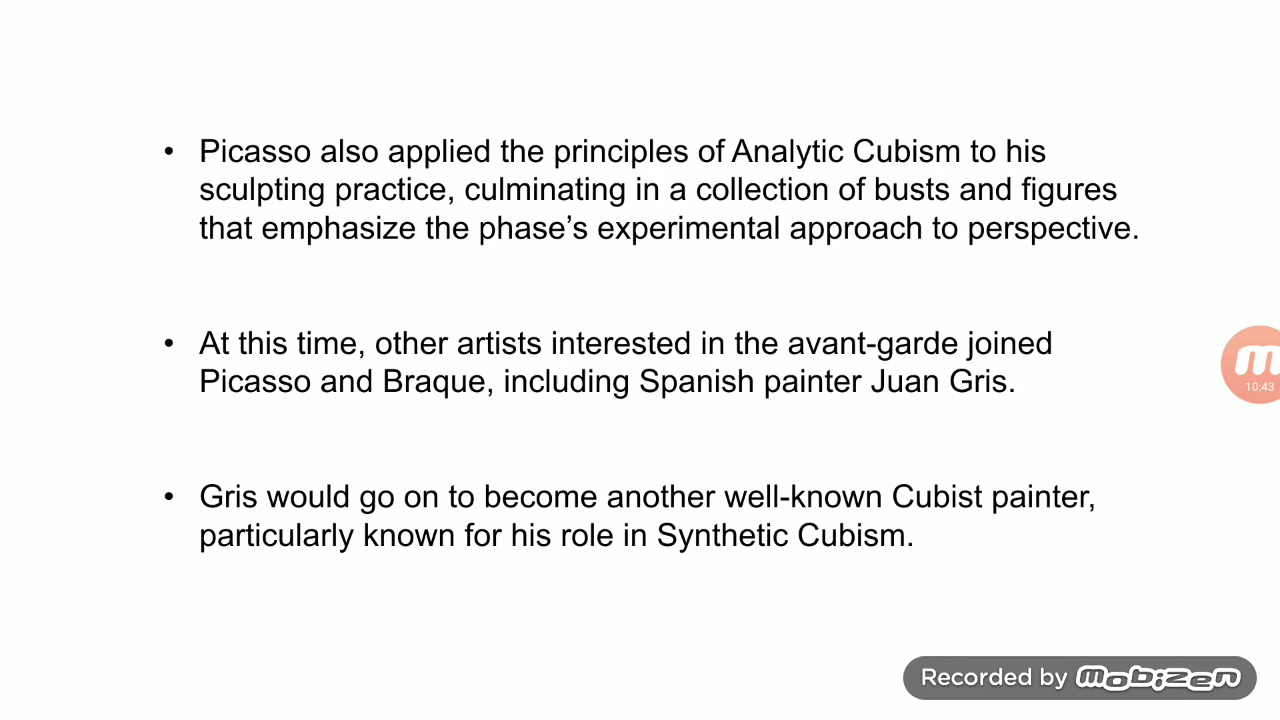 • Picasso also applied the principles of Analytic Cubism to his
sculpting practice, culminating in a collection of busts and figures
that emphasize the phase’s experimental approach to perspective.
• At this time, other artists interested in the avant-garde joined
Picasso and Braque, including Spanish painter Juan Gris.
• Gris would go on to become another well-known Cubist painter,
particularly known for his role in Synthetic Cubism.
m
10:43
Recorded by mobizen